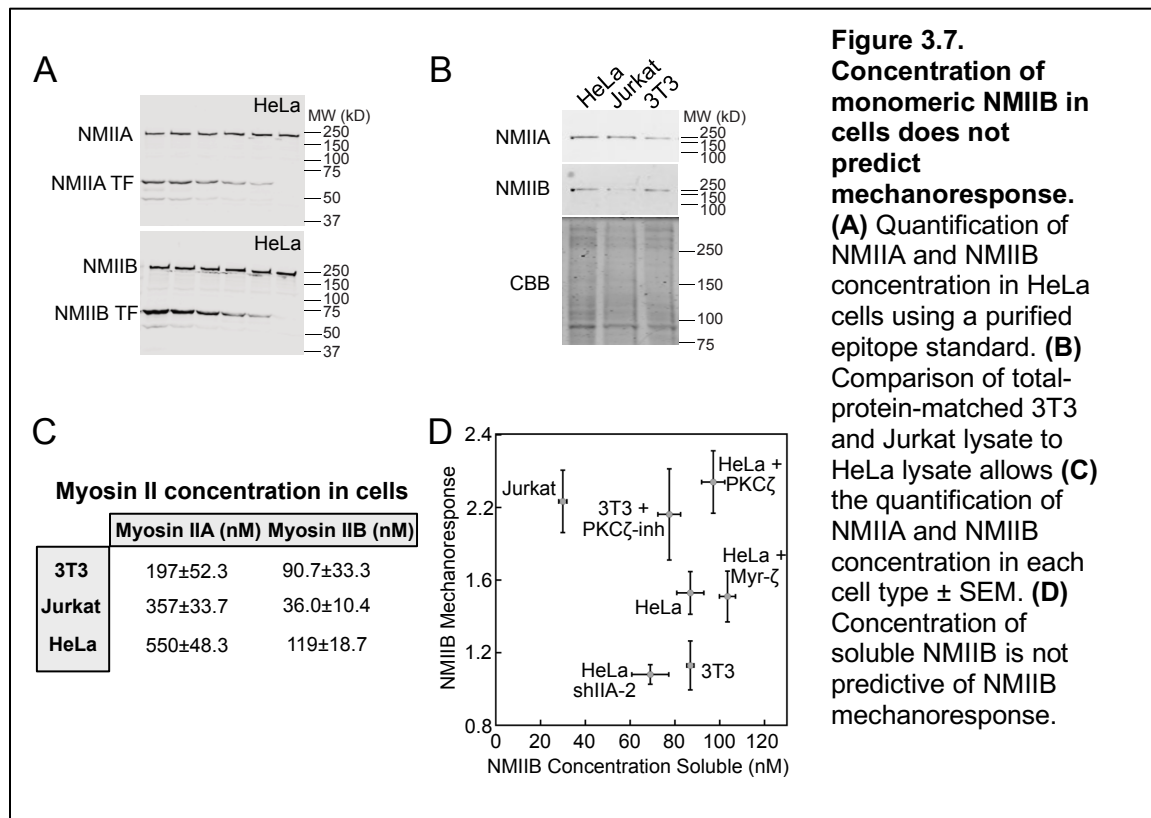 A
HeLa
MW (kD)
NMIIA
250
150
100
75
NMIIA TF
50
37
HeLa
NMIIB
250
150
100
NMIIB TF
75
50
37
B
HeLa
Jurkat
3T3
MW (kD)
NMIIA
250
150
100
NMIIB
250
150
100
CBB
250
150
100
75
C
Myosin II concentration in cells
Myosin IIA (nM) Myosin IIB (nM)
3T3 197±52.3 90.7±33.3
Jurkat 357±33.7 36.0±10.4
HeLa 550±48.3 119±18.7
D
NMIIB Mechanoresponse
2.4
2.2
1.6
1.2
0.8
Jurkat
3T3 +
PKCζ-inh
HeLa +
PKCζ
HeLa
HeLa +
Myr-ζ
HeLa
shIIA-2
3T3
0 20 40 60 80 100 120
NMIIB Concentration Soluble (nM)
Figure 3.7.
Concentration of
monomeric NMIIB in
cells does not
predict
mechanoresponse.
(A) Quantification of
NMIIA and NMIIB
concentration in HeLa
cells using a purified
epitope standard. (B)
Comparison of total-
protein-matched 3T3
and Jurkat lysate to
HeLa lysate allows (C)
the quantification of
NMIIA and NMIIB
concentration in each
cell type ± SEM. (D)
Concentration of
soluble NMIIB is not
predictive of NMIIB
mechanoresponse.